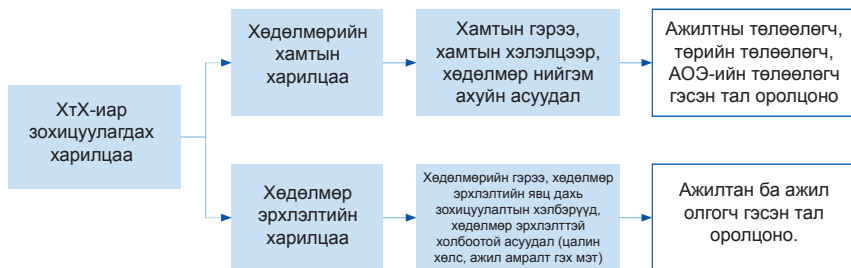 ХтХ-иар
зохицуулагдах
харилцаа
Хөдөлмөрийн
хамтын
харилцаа
Хамтын гэрээ,
хамтын хэлэлцээр,
хөдөлмөр нийгэм
ахуйн асуудал
Ажилтны төлөөлөгч,
төрийн төлөөлөгч,
АОЭ-ийн төлөөлөгч
гэсэн тал оролцоно
Хөдөлмөр
эрхлэлтийн
харилцаа
Хөдөлмөрийн гэрээ, хөдөлмөр
эрхлэлтийн явц дахь
зохицуулалтын хэлбэрүүд,
хөдөлмөр эрхлэлттэй
холбоотой асуудал (цалин
хөлс, ажил амралт гэх мэт)
Ажилтан ба ажил
олгогч гэсэн тал
оролцоно.